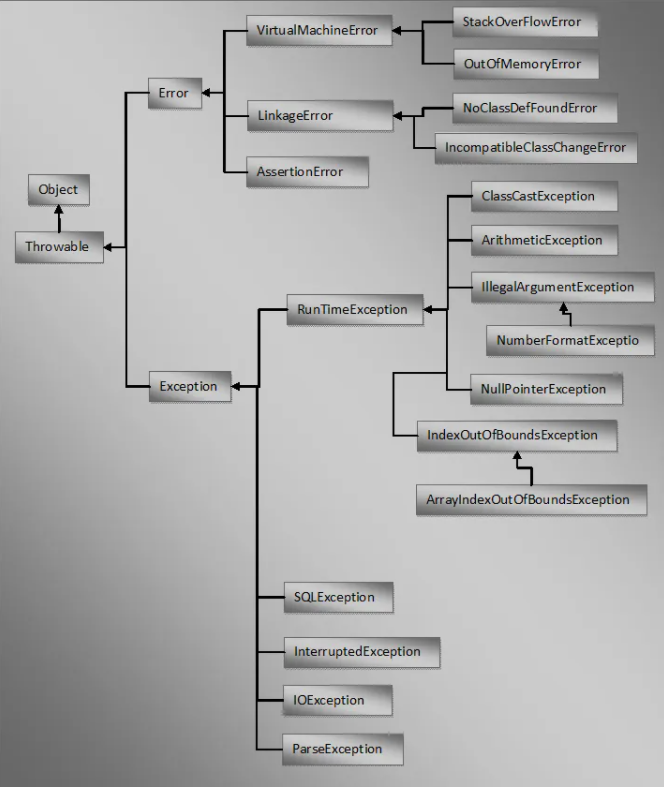 StackOverFlowError
VirtualMachineError
OutOfMemoryError
Error
NoClassDefFoundError
LinkageError
IncompatibleClassChangeError
AssertionError
Object
ClassCastException
Throwable
ArithmeticException
IllegalArgumentException
RunTimeException
NumberFormatExceptio
Exception
NullPointerException
IndexOutOfBoundsException
ArrayIndexOutOfBoundsException
SQLException
InterruptedException
IOException
ParseException